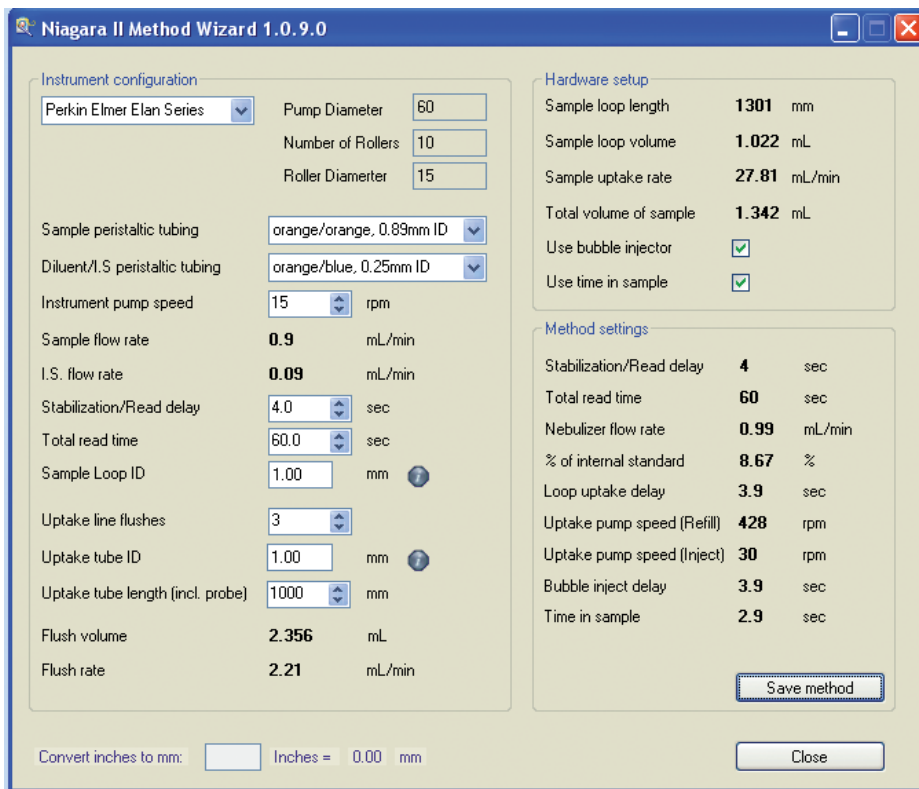 Niagara II Method Wizard 1.0.9.0
Instrument configuration
Perkin Elmer Elan Series
Pump Diameter 60
Number of Rollers 10
Roller Diamerter 15
Sample peristaltic tubing orange/orange, 0.89mm ID
Diluent/I.S peristaltic tubing orange/blue, 0.25mm ID
Instrument pump speed 15 rpm
Sample flow rate 0.9 mL/min
I.S. flow rate 0.09 mL/min
Stabilization/Read delay 4.0 sec
Total read time 60.0 sec
Sample Loop ID 1.00 mm i
Uptake line flushes 3
Uptake tube ID 1.00 mm i
Uptake tube length (incl. probe) 1000 mm
Flush volume 2.356 mL
Flush rate 2.21 mL/min
Hardware setup
Sample loop length 1301 mm
Sample loop volume 1.022 mL
Sample uptake rate 27.81 mL/min
Total volume of sample 1.342 mL
Use bubble injector
Use time in sample
Method settings
Stabilization/Read delay 4 sec
Total read time 60 sec
Nebulizer flow rate 0.99 mL/min
% of internal standard 8.67 %
Loop uptake delay 3.9 sec
Uptake pump speed (Refill) 428 rpm
Uptake pump speed (Inject) 30 rpm
Bubble inject delay 3.9 sec
Time in sample 2.9 sec
Save method
Convert inches to mm: Inches = 0.00 mm
Close